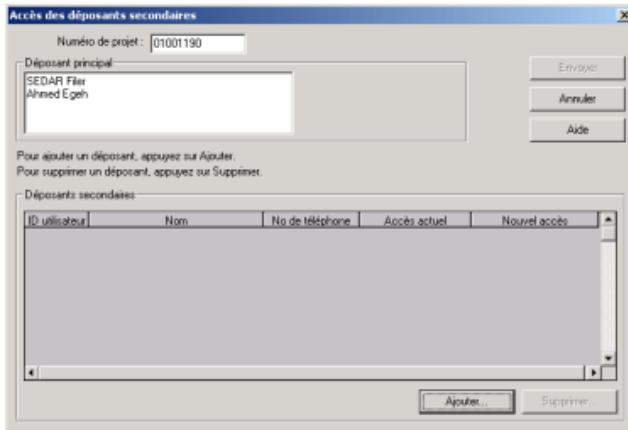 Accès des déposants secondaires
Numéro de projet : 01001190
Déposant principal
SEDAR Filer
Ahmed Egeh
Envoyer
Annuler
Aide
Pour ajouter un déposant, appuyez sur Ajouter.
Pour supprimer un déposant, appuyez sur Supprimer.
Déposants secondaires
ID utilisateur Nom No de téléphone Accès actuel Nouvel accès
Ajouter... Supprimer...